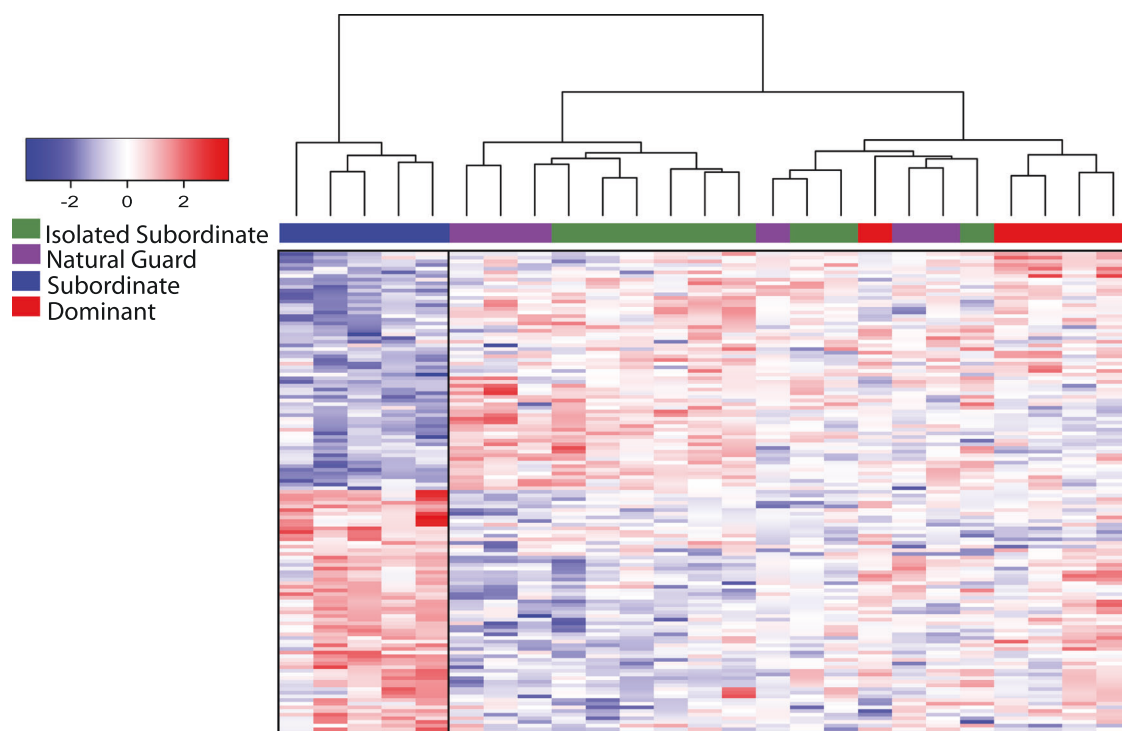 -2 0 2
Isolated Subordinate
Natural Guard
Subordinate
Dominant